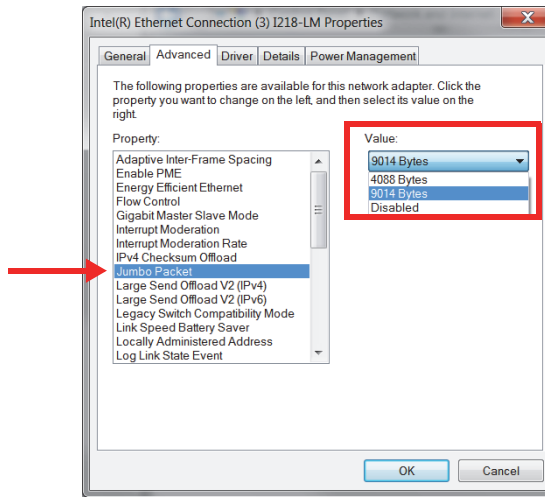 Intel(R) Ethernet Connection (3) I218-LM Properties
X
General Advanced Driver Details Power Management
The following properties are available for this network adapter. Click the
property you want to change on the left, and then select its value on the
right.
Property:
Value:
Adaptive Inter-Frame Spacing
Enable PME
Energy Efficient Ethernet
Flow Control
Gigabit Master Slave Mode
Interrupt Moderation
Interrupt Moderation Rate
IPv4 Checksum Offload
Jumbo Packet
Large Send Offload V2 (IPv4)
Large Send Offload V2 (IPv6)
Legacy Switch Compatibility Mode
Link Speed Battery Saver
Locally Administered Address
Log Link State Event
9014 Bytes
4088 Bytes
9014 Bytes
Disabled
OK
Cancel